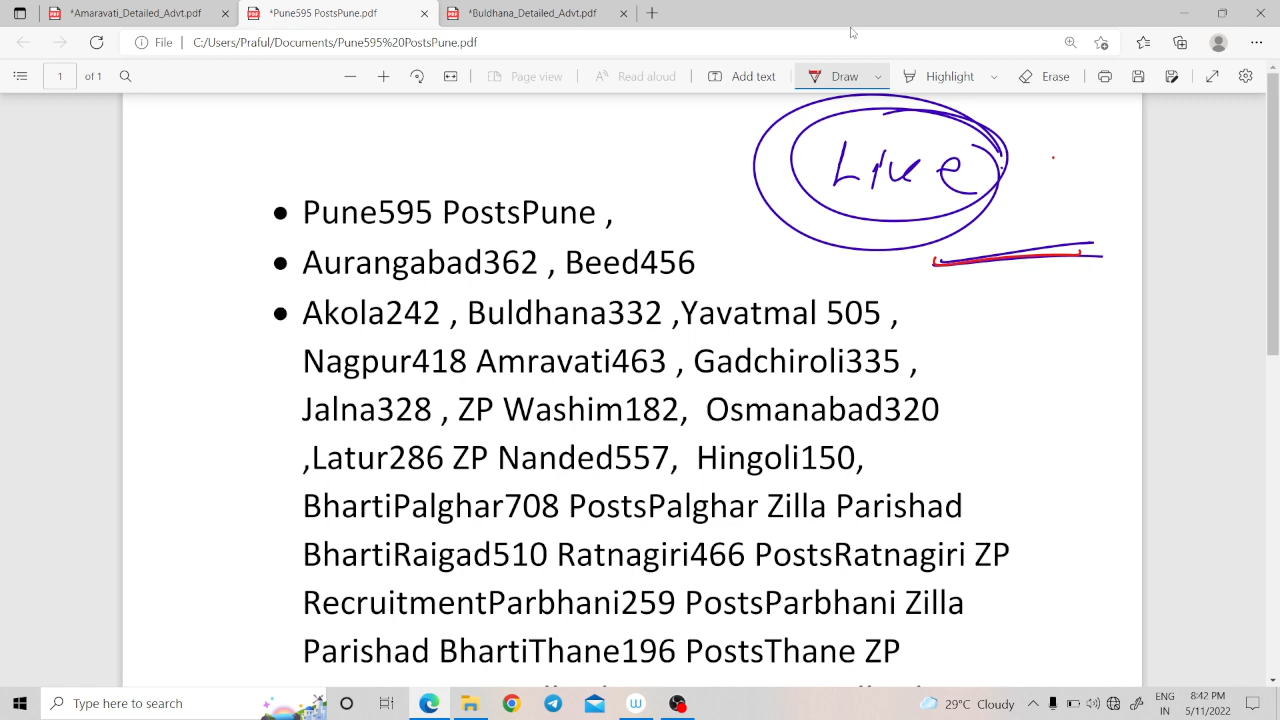 *Amaravati_Detailed_Advt.pdf
*Pune595 PostsPune.pdf
*Buldhana_Detailed_Advt.pdf
File
C:/Users/Praful/Documents/Pune595%20PostsPune.pdf
1 of 1
Page view
Read aloud
Add text
Draw
Highlight
Erase
Live
Pune595 PostsPune ,
Aurangabad362 , Beed456
Akola242 , Buldhana332 ,Yavatmal 505 ,
Nagpur418 Amravati463 , Gadchiroli335 ,
Jalna328 , ZP Washim182, Osmanabad320
,Latur286 ZP Nanded557, Hingoli150,
BhartiPalghar708 PostsPalghar Zilla Parishad
BhartiRaigad510 Ratnagiri466 PostsRatnagiri ZP
RecruitmentParbhani259 PostsParbhani Zilla
Parishad BhartiThane196 PostsThane ZP
Type here to search
29°C Cloudy
ENG
IN
8:42 PM
5/11/2022